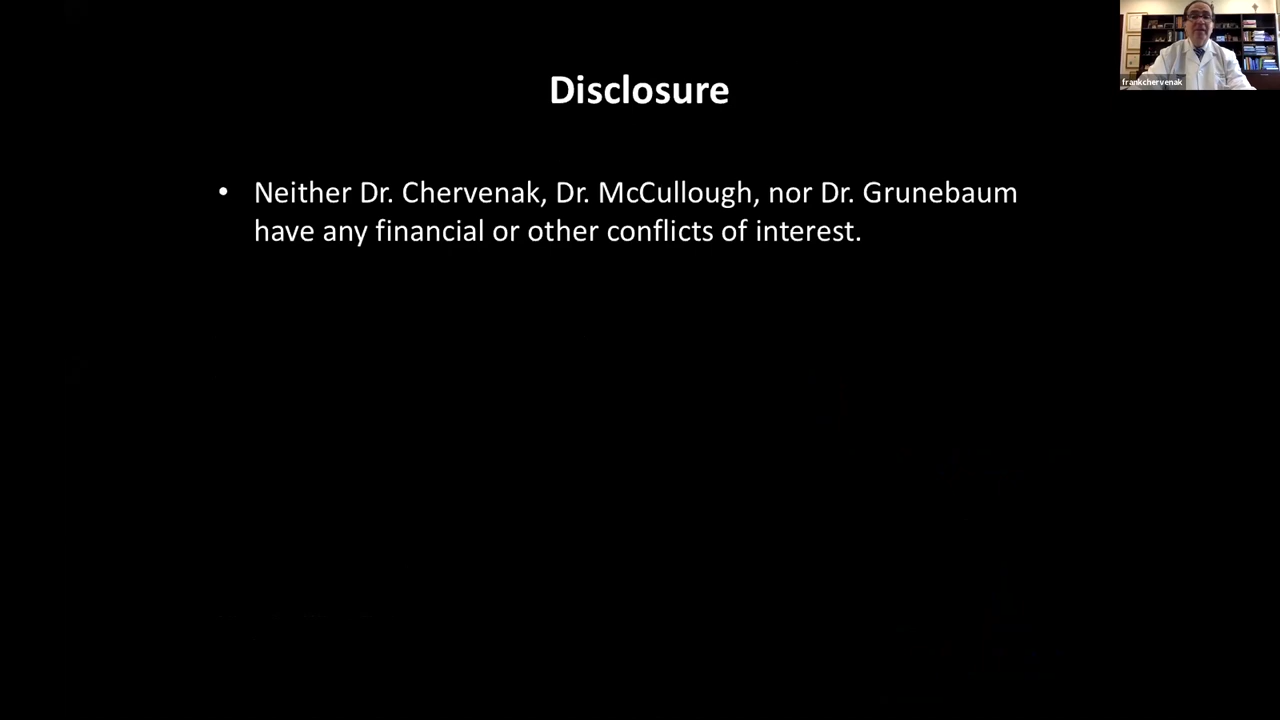 frankchervenak
Disclosure
• Neither Dr. Chervenak, Dr. McCullough, nor Dr. Grunebaum
have any financial or other conflicts of interest.